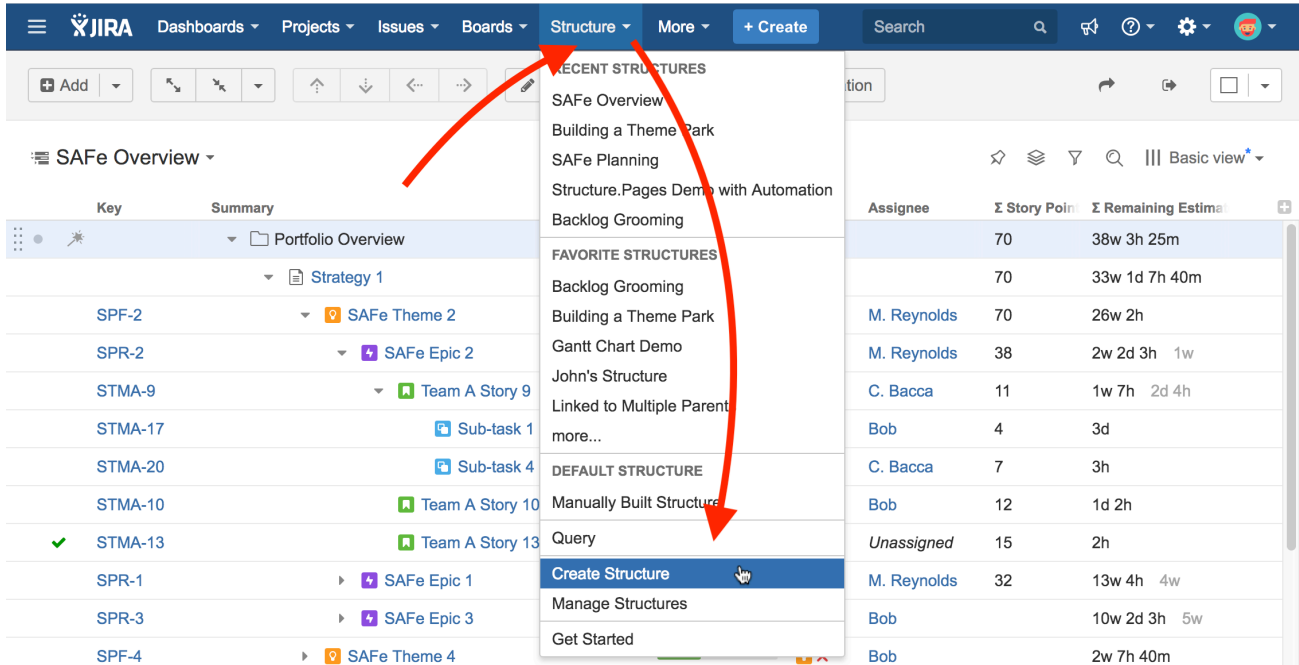 JIRA Dashboards Projects Issues Boards Structure More + Create Search
Add
RECENT STRUCTURES
SAFe Overview
Building a Theme Park
SAFe Planning
Structure.Pages Demo with Automation
Backlog Grooming
FAVORITE STRUCTURES
Backlog Grooming
Building a Theme Park
Gantt Chart Demo
John's Structure
Linked to Multiple Parent
more...
DEFAULT STRUCTURE
Manually Built Structure
Query
Create Structure
Manage Structures
Get Started
SAFe Overview Basic view*
Key Summary Assignee Σ Story Σ Remaining
Portfolio Overview 70 38w 3h 25m
Strategy 1 70 33w 1d 7h 40m
SPF-2 SAFe Theme 2 M. Reynolds 70 26w 2h
SPR-2 SAFe Epic 2 M. Reynolds 38 2w 2d 3h 1w
STMA-9 Team A Story 9 C. Bacca 11 1w 7h 2d 4h
STMA-17 Sub-task 1 Bob 4 3d
STMA-20 Sub-task 4 C. Bacca 7 3h
STMA-10 Team A Story 10 Bob 12 1d 2h
STMA-13 Team A Story 13 Unassigned 15 2h
SPR-1 SAFe Epic 1 M. Reynolds 32 13w 4h 4w
SPR-3 SAFe Epic 3 Bob 10w 2d 3h 5w
SPF-4 SAFe Theme 4 Bob 2w 7h 40m